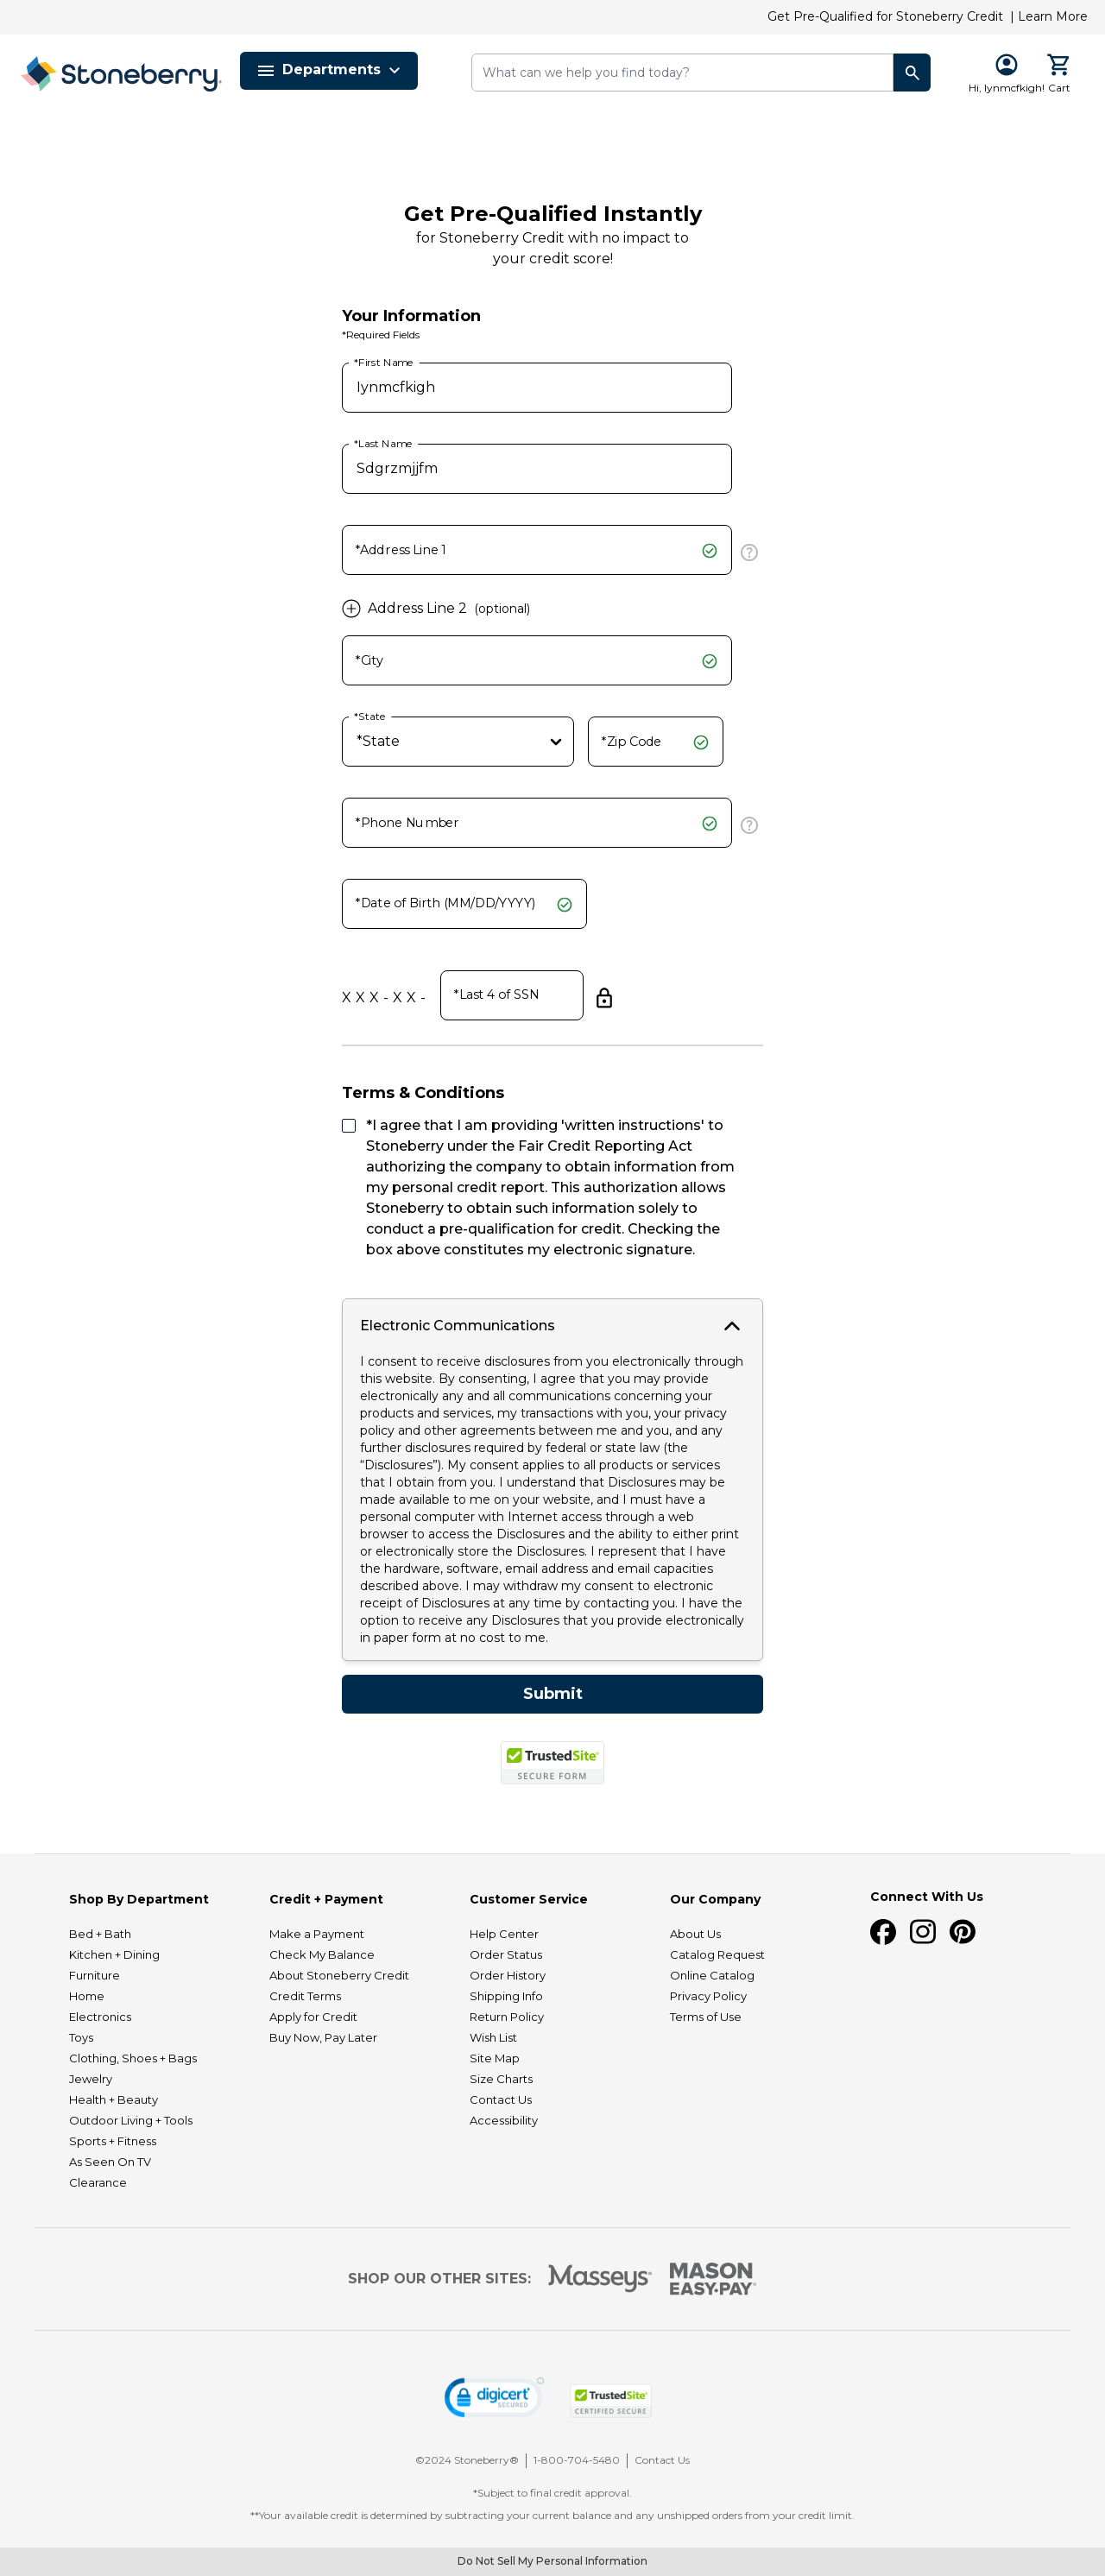 Get Pre-Qualified for Stoneberry Credit | Learn More
Stoneberry
Departments
What can we help you find today?
Hi, Iynmcfkigh! Cart
Get Pre-Qualified Instantly
for Stoneberry Credit with no impact to
your credit score!
Your Information
*Required Fields
*First Name
Iynmcfkigh
*Last Name
Sdgrzmjjfm
*Address Line 1
Address Line 2 (optional)
*City
*State
*State
*Zip Code
*Phone Number
*Date of Birth (MM/DD/YYYY)
X X X - X X -
*Last 4 of SSN
Terms & Conditions
*I agree that I am providing 'written instructions' to
Stoneberry under the Fair Credit Reporting Act
authorizing the company to obtain information from
my personal credit report. This authorization allows
Stoneberry to obtain such information solely to
conduct a pre-qualification for credit. Checking the
box above constitutes my electronic signature.
Electronic Communications
I consent to receive disclosures from you electronically through
this website. By consenting, I agree that you may provide
electronically any and all communications concerning your
products and services, my transactions with you, your privacy
policy and other agreements between me and you, and any
further disclosures required by federal or state law (the
“Disclosures”). My consent applies to all products or services
that I obtain from you. I understand that Disclosures may be
made available to me on your website, and I must have a
personal computer with Internet access through a web
browser to access the Disclosures and the ability to either print
or electronically store the Disclosures. I represent that I have
the hardware, software, email address and email capacities
described above. I may withdraw my consent to electronic
receipt of Disclosures at any time by contacting you. I have the
option to receive any Disclosures that you provide electronically
in paper form at no cost to me.
Submit
TrustedSite
SECURE FORM
Shop By Department
Bed + Bath
Kitchen + Dining
Furniture
Home
Electronics
Toys
Clothing, Shoes + Bags
Jewelry
Health + Beauty
Outdoor Living + Tools
Sports + Fitness
As Seen On TV
Clearance
Credit + Payment
Make a Payment
Check My Balance
About Stoneberry Credit
Credit Terms
Apply for Credit
Buy Now, Pay Later
Customer Service
Help Center
Order Status
Order History
Shipping Info
Return Policy
Wish List
Site Map
Size Charts
Contact Us
Accessibility
Our Company
About Us
Catalog Request
Online Catalog
Privacy Policy
Terms of Use
Connect With Us
SHOP OUR OTHER SITES:
Masseys
MASON
EASY•PAY
digicert
SECURED
TrustedSite
CERTIFIED SECURE
©2024 Stoneberry® | 1-800-704-5480 | Contact Us
*Subject to final credit approval.
**Your available credit is determined by subtracting your current balance and any unshipped orders from your credit limit.
Do Not Sell My Personal Information